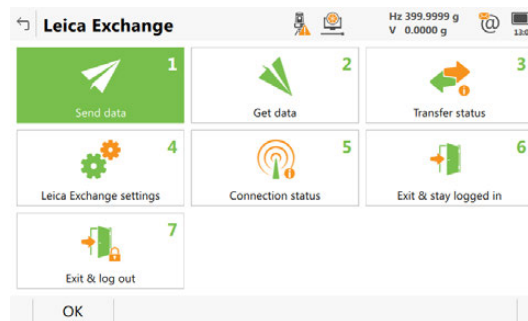 Leica Exchange
Hz 399.9999 g
V 0.0000 g
1
Send data
2
Get data
3
Transfer status
4
Leica Exchange settings
5
Connection status
6
Exit & stay logged in
7
Exit & log out
OK